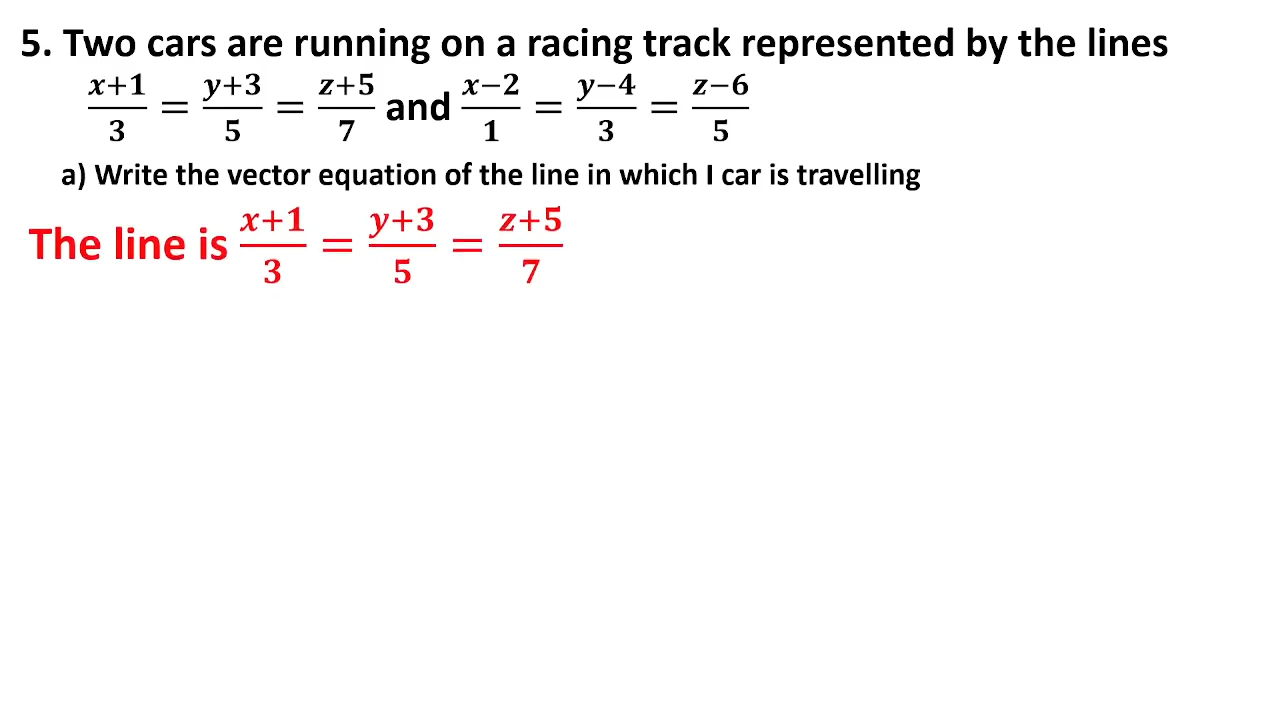 5. Two cars are running on a racing track represented by the lines
x+1/3 = y+3/5 = z+5/7 and x−2/1 = y−4/3 = z−6/5
a) Write the vector equation of the line in which I car is travelling
The line is x+1/3 = y+3/5 = z+5/7